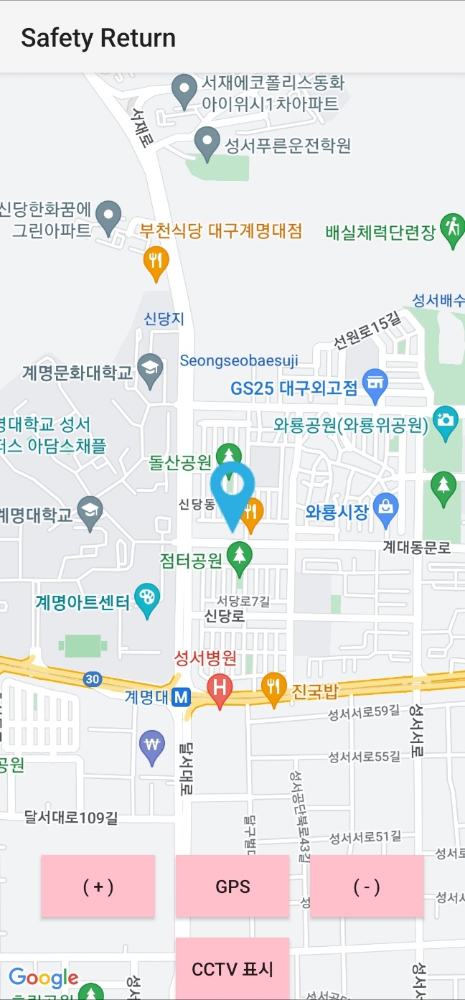 Safety Return
서재에코폴리스동화
아이위시1차아파트
서재로
성서푸른운전학원
신당한화꿈에
그린아파트
부천식당 대구계명대점
배실체력단련장
성서배수
신당지
선원로15길
Seongseobaesuji
계명문화대학교
GS25 대구외고점
명대학교 성서
퍼스 아담스채플
와룡공원(와룡위공원)
돌산공원
신당동
계명대학교
와룡시장
계대동문로
점터공원
계명아트센터
서당로7길
신당로
성서병원
30
계명대
M
H
진국밥
성서서로59길
성서서로
공원
₩
달서대로
성서서로55길
성서공단북로43길
달서대로109길
달구벌대
성서서로51길
성서로
( + )
GPS
( - )
성
성서서
CCTV 표시
Google
성서
성서서